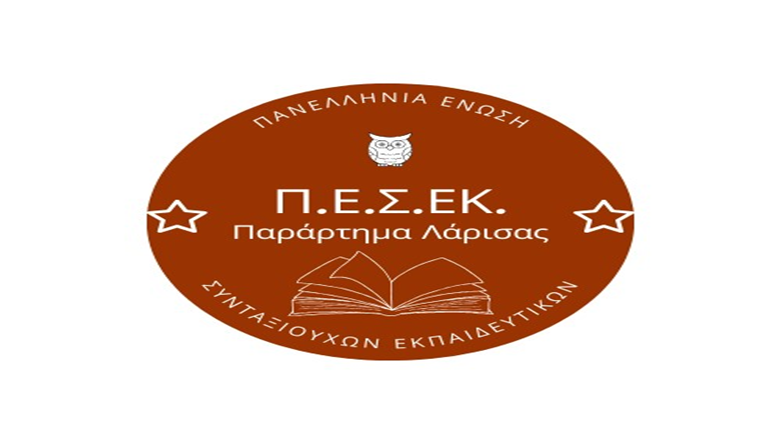 ΠΑΝΕΛΛΗΝΙΑ ΕΝΩΣΗ
Π.Ε.Σ.ΕΚ.
Παράρτημα Λάρισας
ΣΥΝΤΑΞΙΟΥΧΩΝ ΕΚΠΑΙΔΕΥΤΙΚΩΝ